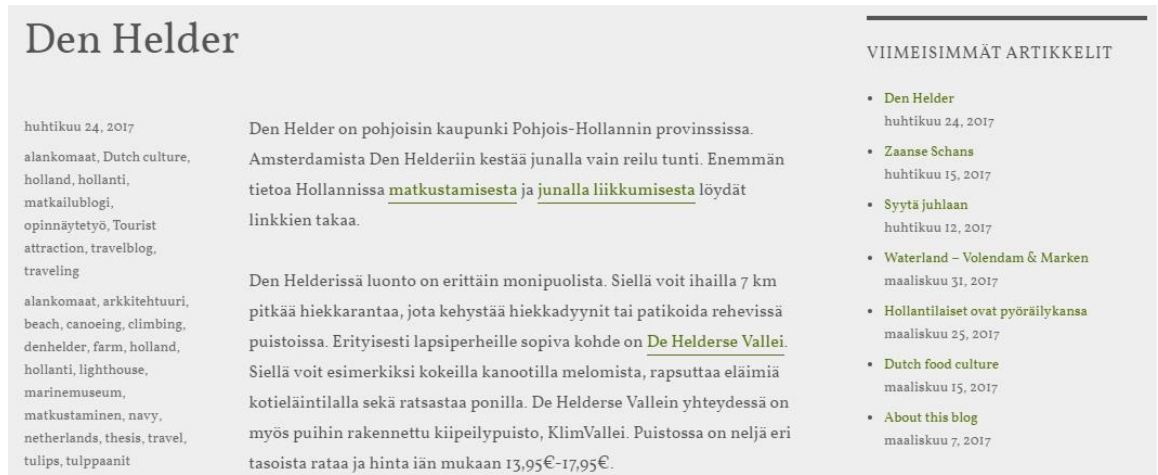 Den Helder
huhtikuu 24, 2017
alankomaat, Dutch culture,
holland, hollanti,
matkailublogi,
opinnäytetyö, Tourist
attraction, travelblog,
traveling
alankomaat, arkkitehtuuri,
beach, canoeing, climbing,
denhelder, farm, holland,
hollanti, lighthouse,
marinemuseum,
matkustaminen, navy,
netherlands, thesis, travel,
tulips, tulppaanit
Den Helder on pohjoisin kaupunki Pohjois-Hollannin provinssissa.
Amsterdamista Den Helderiin kestää junalla vain reilu tunti. Enemmän
tietoa Hollannissa matkustamisesta ja junalla liikkumisesta löydät
linkkien takaa.
Den Helderissä luonto on erittäin monipuolista. Siellä voit ihailla 7 km
pitkää hiekkarantaa, jota kehystää hiekkadyynit tai patikoida rehevissä
puistoissa. Erityisesti lapsiperheille sopiva kohde on De Helderse Vallei.
Siellä voit esimerkiksi kokeilla kanootilla melomista, rapsuttaa eläimiä
kotieläintilalla sekä ratsastaa ponilla. De Helderse Vallein yhteydessä on
myös puihin rakennettu kiipeilypuisto, KlimVallei. Puistossa on neljä eri
tasoista rataa ja hinta iän mukaan 13,95€-17,95€.
VIIMEISIMMÄT ARTIKKELIT
• Den Helder
huhtikuu 24, 2017
• Zaanse Schans
huhtikuu 15, 2017
• Syytä juhlaan
huhtikuu 12, 2017
• Waterland – Volendam & Marken
maaliskuu 31, 2017
• Hollantilaiset ovat pyöräilykansa
maaliskuu 25, 2017
• Dutch food culture
maaliskuu 15, 2017
• About this blog
maaliskuu 7, 2017